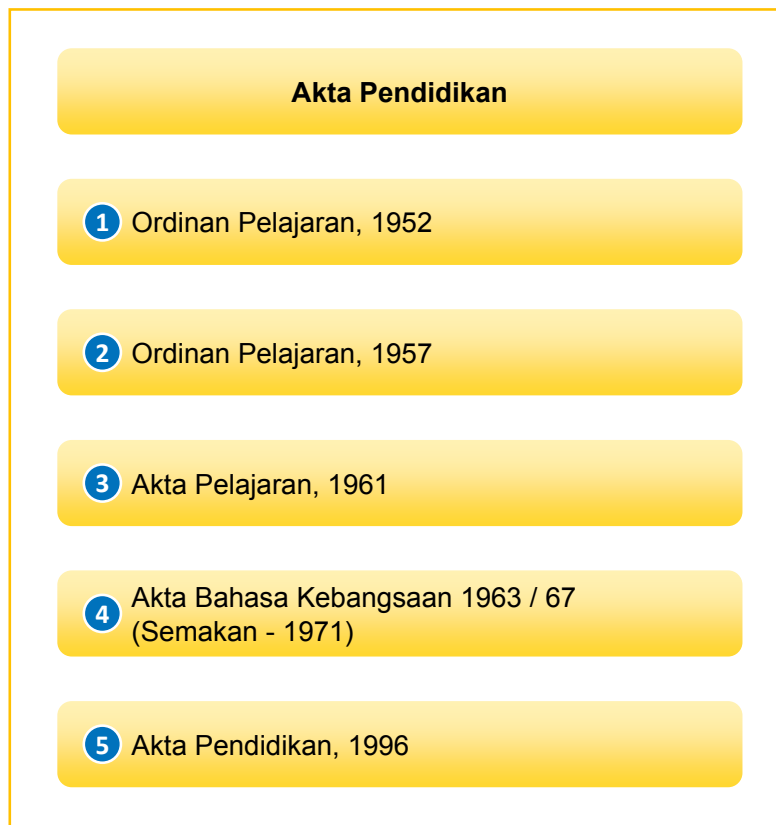 Akta Pendidikan
1 Ordinan Pelajaran, 1952
2 Ordinan Pelajaran, 1957
3 Akta Pelajaran, 1961
4 Akta Bahasa Kebangsaan 1963 / 67
(Semakan - 1971)
5 Akta Pendidikan, 1996